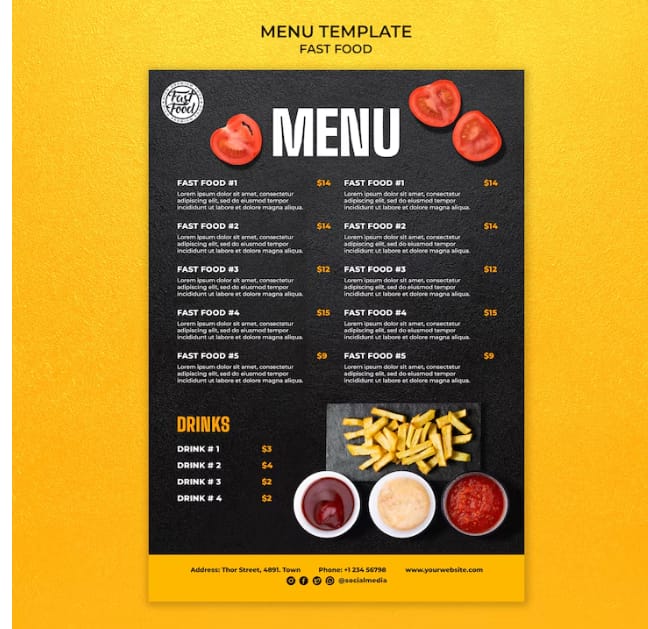 MENU TEMPLATE
FAST FOOD
Fast
Food
MENU
FAST FOOD #1 $14
Lorem ipsum dolor sit amet, consectetur
adipiscing elit, sed do eiusmod tempor
incididunt ut labore et dolore magna aliqua.
FAST FOOD #2 $14
Lorem ipsum dolor sit amet, consectetur
adipiscing elit, sed do eiusmod tempor
incididunt ut labore et dolore magna aliqua.
FAST FOOD #3 $12
Lorem ipsum dolor sit amet, consectetur
adipiscing elit, sed do eiusmod tempor
incididunt ut labore et dolore magna aliqua.
FAST FOOD #4 $15
Lorem ipsum dolor sit amet, consectetur
adipiscing elit, sed do eiusmod tempor
incididunt ut labore et dolore magna aliqua.
FAST FOOD #5 $9
Lorem ipsum dolor sit amet, consectetur
adipiscing elit, sed do eiusmod tempor
incididunt ut labore et dolore magna aliqua.
FAST FOOD #1 $14
Lorem ipsum dolor sit amet, consectetur
adipiscing elit, sed do eiusmod tempor
incididunt ut labore et dolore magna aliqua.
FAST FOOD #2 $14
Lorem ipsum dolor sit amet, consectetur
adipiscing elit, sed do eiusmod tempor
incididunt ut labore et dolore magna aliqua.
FAST FOOD #3 $12
Lorem ipsum dolor sit amet, consectetur
adipiscing elit, sed do eiusmod tempor
incididunt ut labore et dolore magna aliqua.
FAST FOOD #4 $15
Lorem ipsum dolor sit amet, consectetur
adipiscing elit, sed do eiusmod tempor
incididunt ut labore et dolore magna aliqua.
FAST FOOD #5 $9
Lorem ipsum dolor sit amet, consectetur
adipiscing elit, sed do eiusmod tempor
incididunt ut labore et dolore magna aliqua.
DRINKS
DRINK # 1 $3
DRINK # 2 $4
DRINK # 3 $2
DRINK # 4 $2
Address: Thor Street, 4891. Town Phone: +1 234 56798 www.yourwebsite.com
@socialmedia